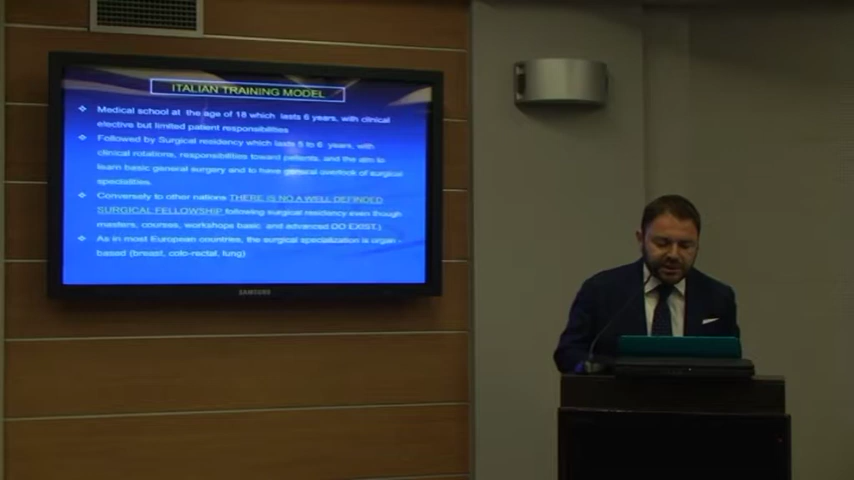 ITALIAN TRAINING MODEL
Medical school at the age of 18 which lasts 6 years, with clinical
elective but limited patient responsibilities
Followed by Surgical residency which lasts 5 to 6 years, with
clinical rotations, responsibilities toward patients, and the aim to
learn basic general surgery and to have general overlook of surgical
specialities.
Conversely to other nations THERE IS NO A WELL DEFINED
SURGICAL FELLOWSHIP following surgical residency even though
masters, courses, workshops basic and advanced DO EXIST.)
As in most European countries, the surgical specialization is organ -
based (breast, colo-rectal, lung)
SAMSUNG